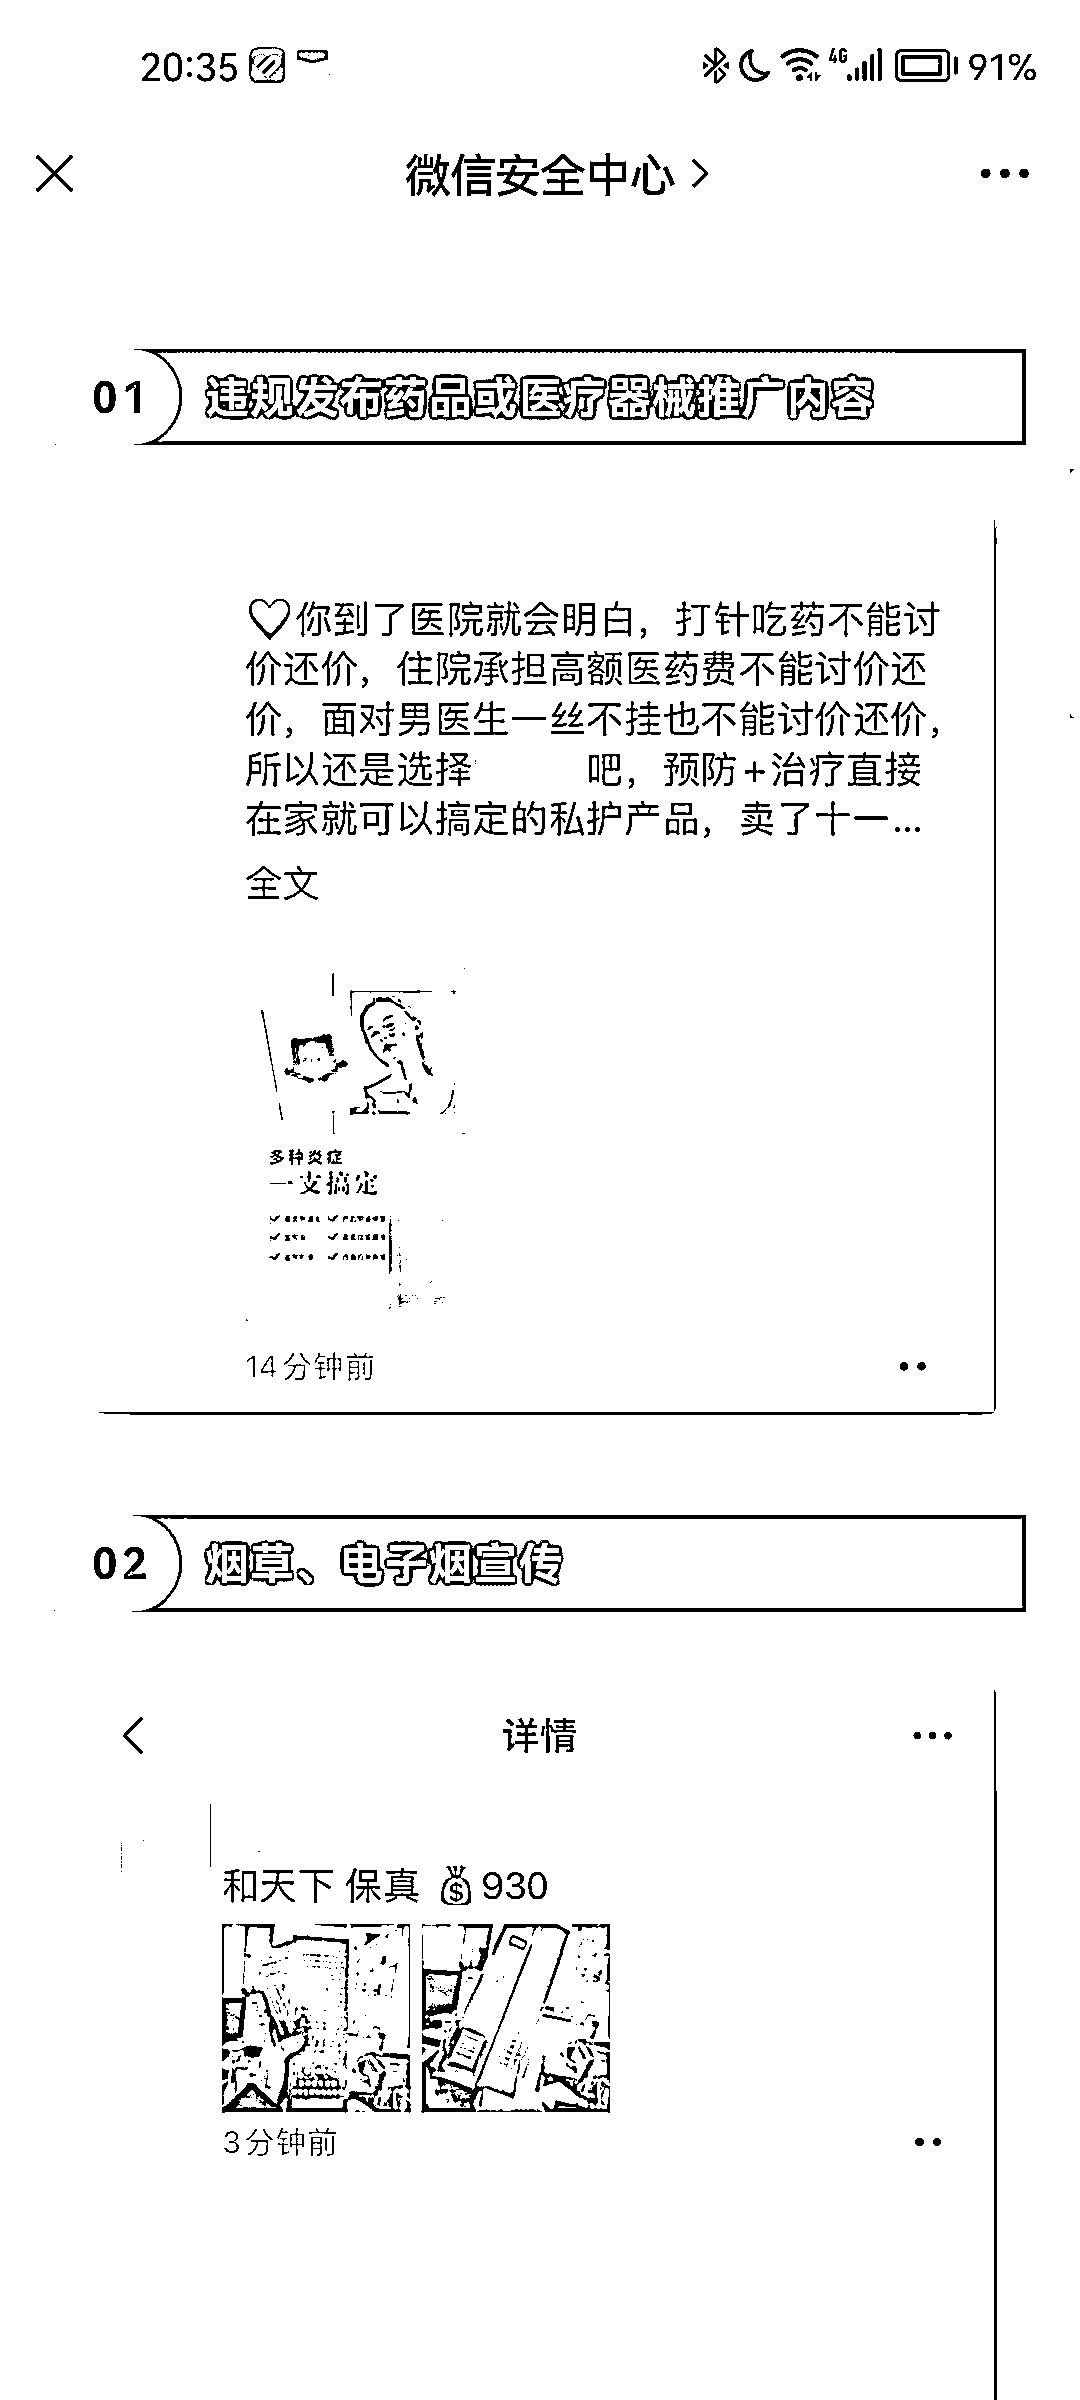 20:35
4G
91%
微信安全中心
01
违规发布药品或医疗器械推广内容
♡你到了医院就会明白，打针吃药不能讨
价还价，住院承担高额医药费不能讨价还
价，面对男医生一丝不挂也不能讨价还价，
所以还是选择 吧，预防+治疗直接
在家就可以搞定的私护产品，卖了十一...
全文
多种炎症
一支搞定
14分钟前
02
烟草、电子烟宣传
详情
和天下 保真 💰930
3分钟前